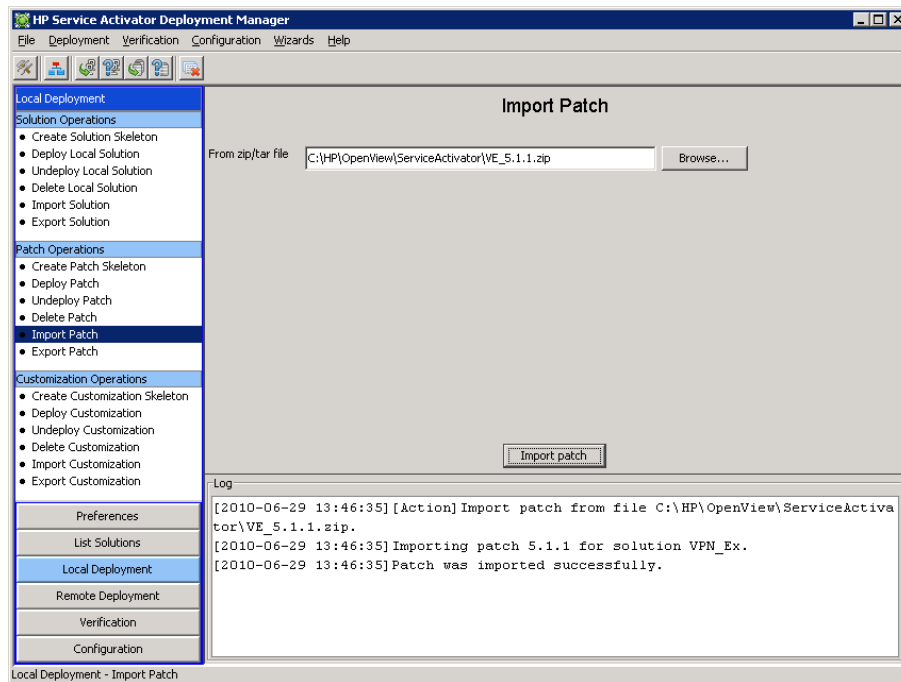 HP Service Activator Deployment Manager
File Deployment Verification Configuration Wizards Help
Local Deployment
Solution Operations
Create Solution Skeleton
Deploy Local Solution
Undeploy Local Solution
Delete Local Solution
Import Solution
Export Solution
Patch Operations
Create Patch Skeleton
Deploy Patch
Undeploy Patch
Delete Patch
Import Patch
Export Patch
Customization Operations
Create Customization Skeleton
Deploy Customization
Undeploy Customization
Delete Customization
Import Customization
Export Customization
Preferences
List Solutions
Local Deployment
Remote Deployment
Verification
Configuration
Import Patch
From zip/tar file C:\HP\OpenView\ServiceActivator\VE_5.1.1.zip Browse...
Import patch
Log
[2010-06-29 13:46:35][Action]Import patch from file C:\HP\OpenView\ServiceActiva
tor\VE_5.1.1.zip.
[2010-06-29 13:46:35]Importing patch 5.1.1 for solution VPN_Ex.
[2010-06-29 13:46:35]Patch was imported successfully.
Local Deployment - Import Patch